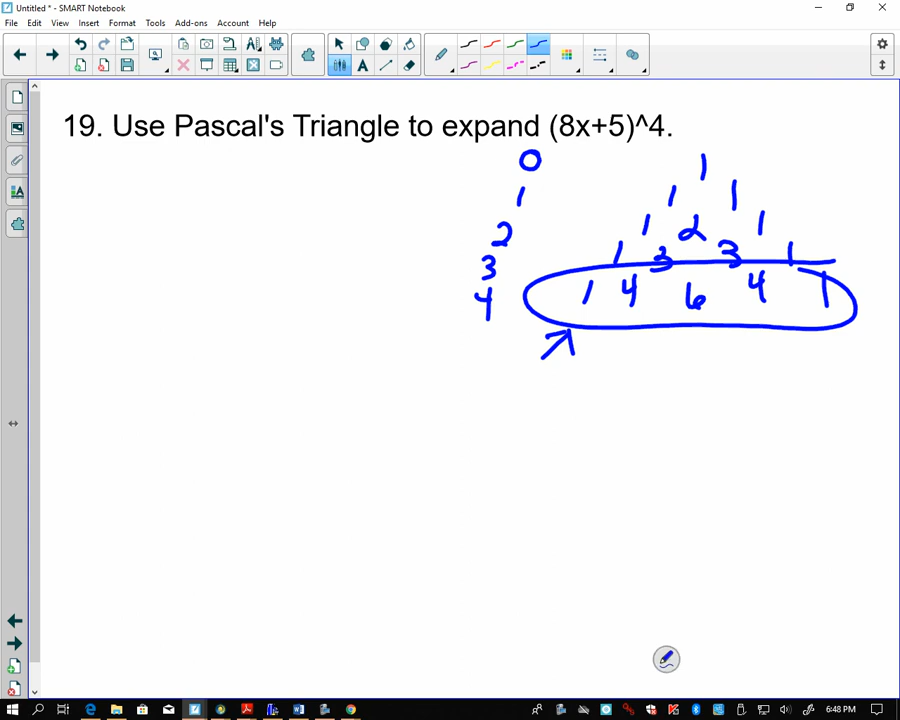 Untitled * - SMART Notebook
File Edit View Insert Format Tools Add-ons Account Help
19. Use Pascal's Triangle to expand (8x+5)^4.
0 1
1 1 1
2 1 2 1
3 1 3 3 1
4 1 4 6 4 1
6:48 PM